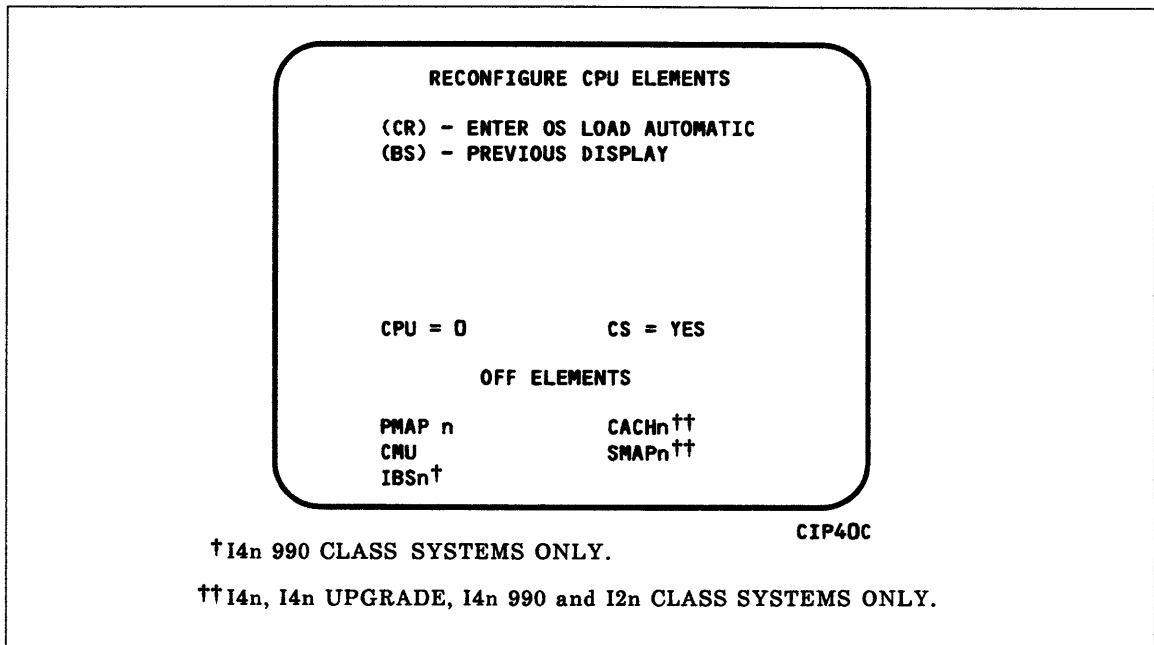 RECONFIGURE CPU ELEMENTS
(CR) - ENTER OS LOAD AUTOMATIC
(BS) - PREVIOUS DISPLAY
CPU = 0 CS = YES
OFF ELEMENTS
PMAP n CACHn††
CMU SMAPn††
IBSn†
CIP40C
†I4n 990 CLASS SYSTEMS ONLY.
††I4n, I4n UPGRADE, I4n 990 and I2n CLASS SYSTEMS ONLY.